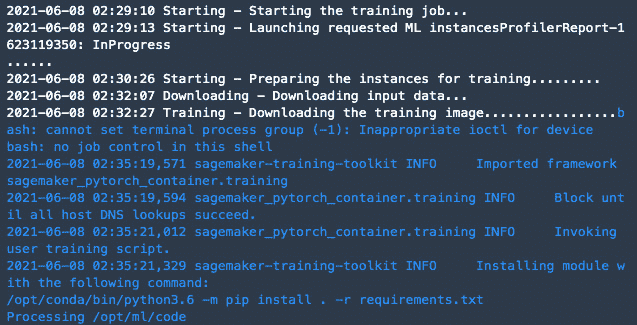 2021-06-08 02:29:10 Starting - Starting the training job...
2021-06-08 02:29:13 Starting - Launching requested ML instancesProfilerReport-1
623119350: InProgress
......
2021-06-08 02:30:26 Starting - Preparing the instances for training.........
2021-06-08 02:32:07 Downloading - Downloading input data...
2021-06-08 02:32:27 Training - Downloading the training image.................b
ash: cannot set terminal process group (-1): Inappropriate ioctl for device
bash: no job control in this shell
2021-06-08 02:35:19,571 sagemaker-training-toolkit INFO     Imported framework
sagemaker_pytorch_container.training
2021-06-08 02:35:19,594 sagemaker_pytorch_container.training INFO     Block unt
il all host DNS lookups succeed.
2021-06-08 02:35:21,012 sagemaker_pytorch_container.training INFO     Invoking
user training script.
2021-06-08 02:35:21,329 sagemaker-training-toolkit INFO     Installing module w
ith the following command:
/opt/conda/bin/python3.6 -m pip install . -r requirements.txt
Processing /opt/ml/code